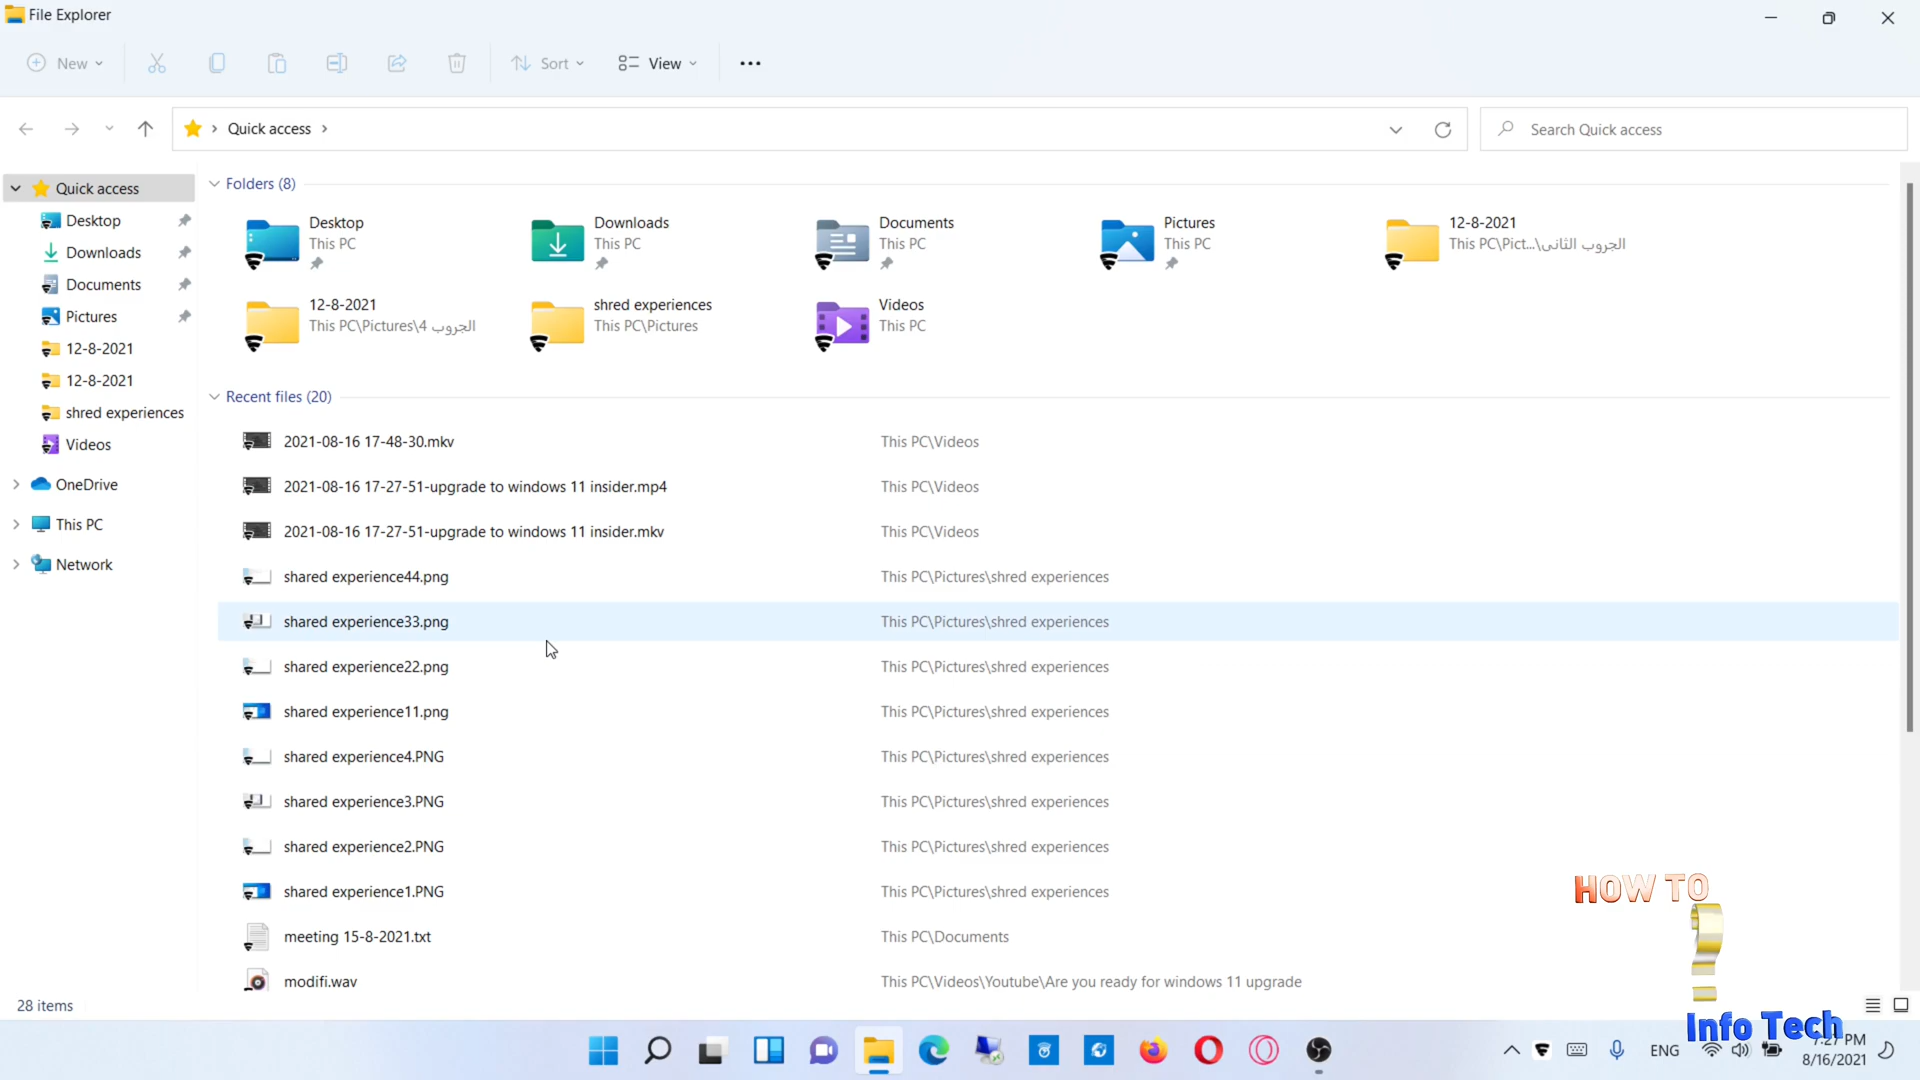 File Explorer
New
Sort
View
Quick access
Search Quick access
Quick access
Desktop
Downloads
Documents
Pictures
12-8-2021
12-8-2021
shred experiences
Videos
OneDrive
This PC
Network
Folders (8)
Desktop
This PC
Downloads
This PC
Documents
This PC
Pictures
This PC
12-8-2021
This PC\Pict...\الجروب الثانى
12-8-2021
This PC\Pictures\الجروب 4
shred experiences
This PC\Pictures
Videos
This PC
Recent files (20)
2021-08-16 17-48-30.mkv This PC\Videos
2021-08-16 17-27-51-upgrade to windows 11 insider.mp4 This PC\Videos
2021-08-16 17-27-51-upgrade to windows 11 insider.mkv This PC\Videos
shared experience44.png This PC\Pictures\shred experiences
shared experience33.png This PC\Pictures\shred experiences
shared experience22.png This PC\Pictures\shred experiences
shared experience11.png This PC\Pictures\shred experiences
shared experience4.PNG This PC\Pictures\shred experiences
shared experience3.PNG This PC\Pictures\shred experiences
shared experience2.PNG This PC\Pictures\shred experiences
shared experience1.PNG This PC\Pictures\shred experiences
meeting 15-8-2021.txt This PC\Documents
modifi.wav This PC\Videos\Youtube\Are you ready for windows 11 upgrade
28 items
HOW TO
?
Info Tech
ENG
7:27 PM
8/16/2021